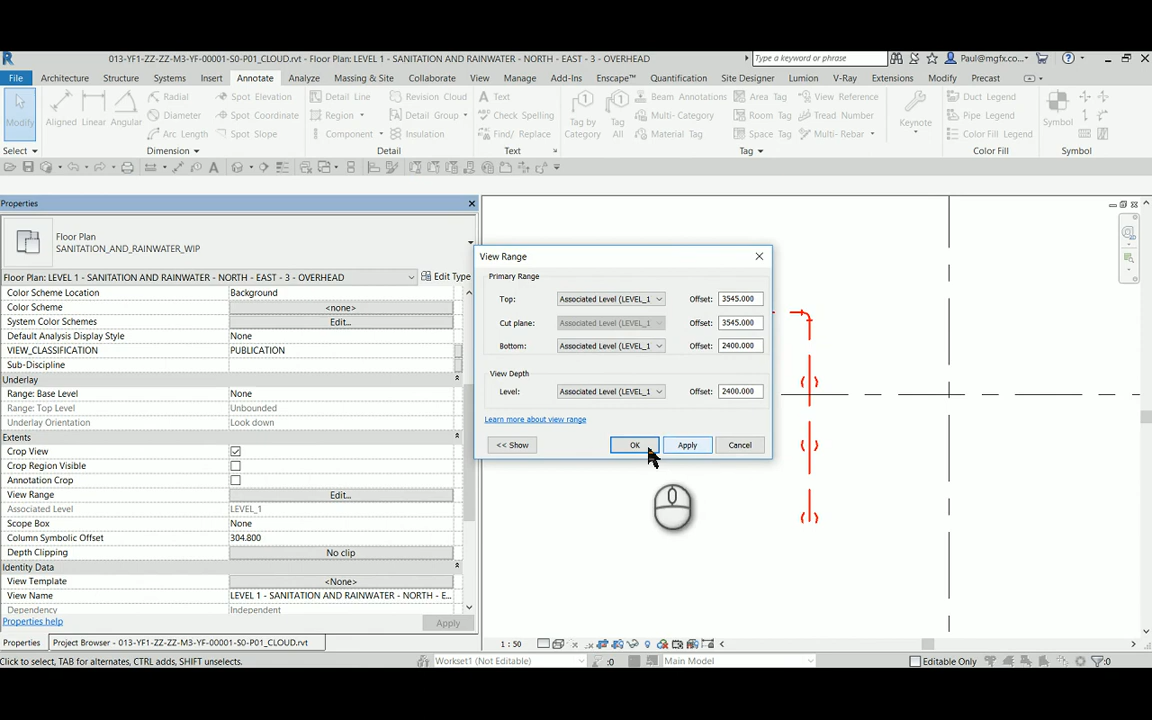 013-YF1-ZZ-ZZ-M3-YF-00001-S0-P01_CLOUD.rvt - Floor Plan: LEVEL 1 - SANITATION AND RAINWATER - NORTH - EAST - 3 - OVERHEAD
Type a keyword or phrase
Paul@mgfx.co...
File Architecture Structure Systems Insert Annotate Analyze Massing & Site Collaborate View Manage Add-Ins Enscape™ Quantification Site Designer Lumion V-Ray Extensions Modify Precast
Radial Spot Elevation Detail Line Revision Cloud Text Beam Annotations Area Tag View Reference Duct Legend
Modify Aligned Linear Angular Diameter Spot Coordinate Region Detail Group Check Spelling Tag by Category Tag All Multi-Category Room Tag Tread Number Keynote Pipe Legend Symbol
Arc Length Spot Slope Component Insulation Find/ Replace Material Tag Space Tag Multi- Rebar Color Fill Legend
Select Dimension Detail Text Tag Color Fill Symbol
Properties
Floor Plan
SANITATION_AND_RAINWATER_WIP
Floor Plan: LEVEL 1 - SANITATION AND RAINWATER - NORTH - EAST - 3 - OVERHEAD Edit Type
Color Scheme Location Background
Color Scheme <none>
System Color Schemes Edit...
Default Analysis Display Style None
VIEW_CLASSIFICATION PUBLICATION
Sub-Discipline
Underlay
Range: Base Level None
Range: Top Level Unbounded
Underlay Orientation Look down
Extents
Crop View
Crop Region Visible
Annotation Crop
View Range Edit...
Associated Level LEVEL_1
Scope Box None
Column Symbolic Offset 304.800
Depth Clipping No clip
Identity Data
View Template <None>
View Name LEVEL 1 - SANITATION AND RAINWATER - NORTH - E...
Dependency Independent
Properties help Apply
Properties Project Browser - 013-YF1-ZZ-ZZ-M3-YF-00001-S0-P01_CLOUD.rvt
View Range
Primary Range
Top: Associated Level (LEVEL_1 Offset: 3545.000
Cut plane: Associated Level (LEVEL_1 Offset: 3545.000
Bottom: Associated Level (LEVEL_1 Offset: 2400.000
View Depth
Level: Associated Level (LEVEL_1 Offset: 2400.000
Learn more about view range
<< Show OK Apply Cancel
1 : 50
Click to select, TAB for alternates, CTRL adds, SHIFT unselects. Workset1 (Not Editable) :0 Main Model Editable Only :0